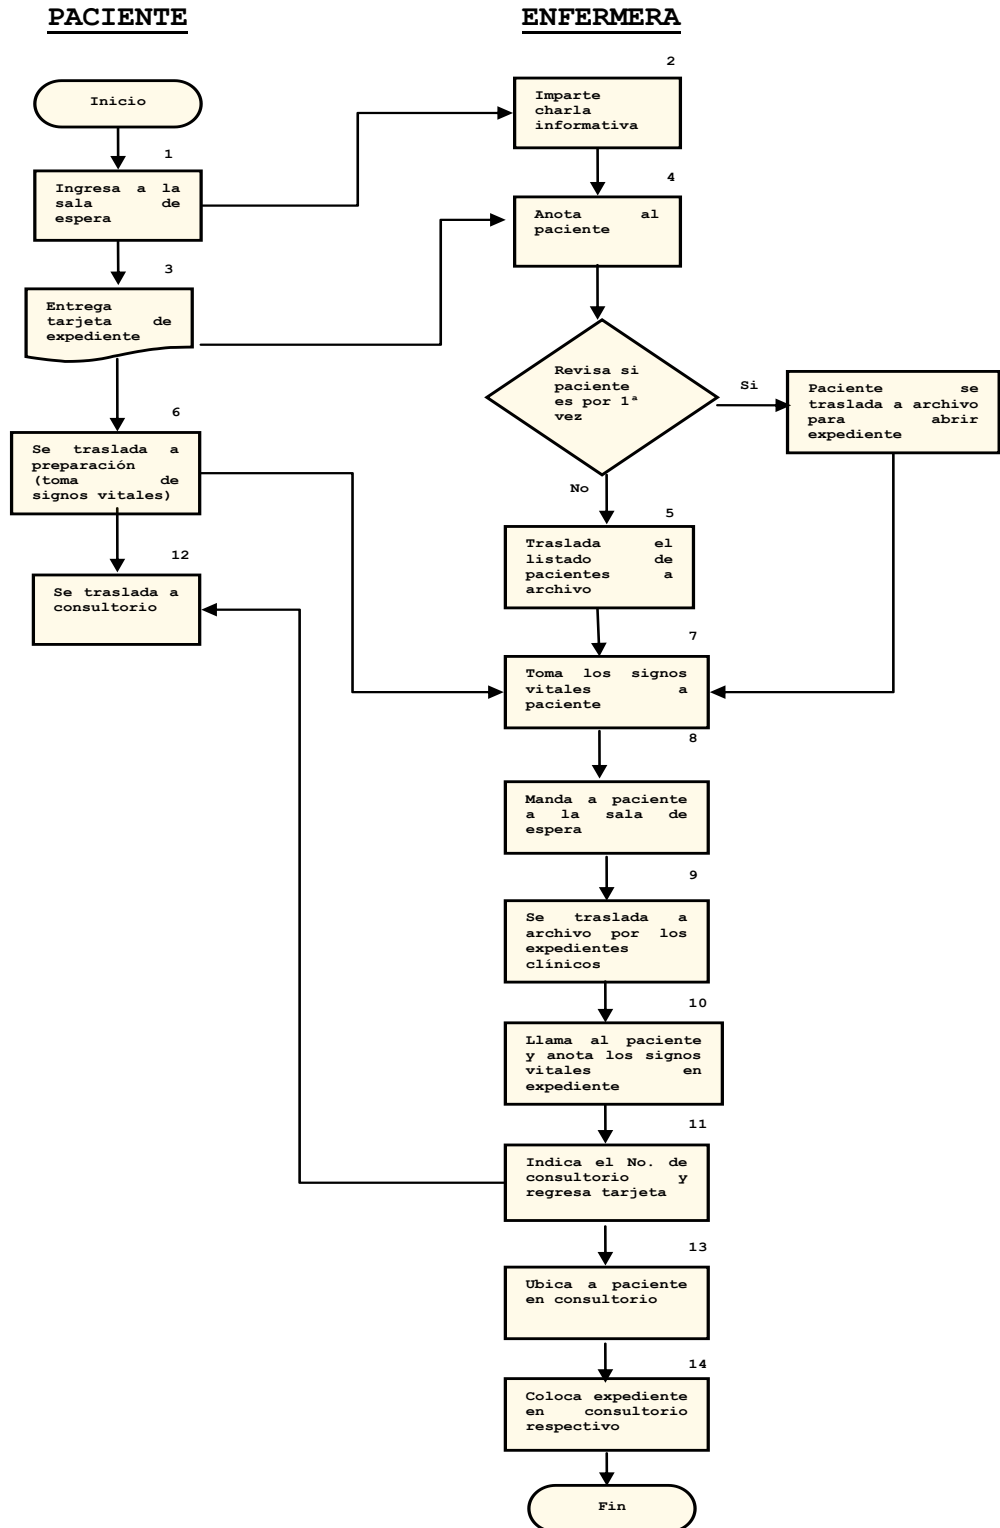 PACIENTE
ENFERMERA
Inicio
1
Ingresa a la
sala de
espera
2
Imparte
charla
informativa
3
Entrega
tarjeta de
expediente
4
Anota al
paciente
Revisa si
paciente
es por 1ª
vez
Si
Paciente se
traslada a archivo
para abrir
expediente
No
5
Traslada el
listado de
pacientes a
archivo
6
Se traslada a
preparación
(toma de
signos vitales)
7
Toma los signos
vitales a
paciente
8
Manda a paciente
a la sala de
espera
9
Se traslada a
archivo por los
expedientes
clínicos
10
Llama al paciente
y anota los signos
vitales en
expediente
11
Indica el No. de
consultorio y
regresa tarjeta
12
Se traslada a
consultorio
13
Ubica a paciente
en consultorio
14
Coloca expediente
en consultorio
respectivo
Fin